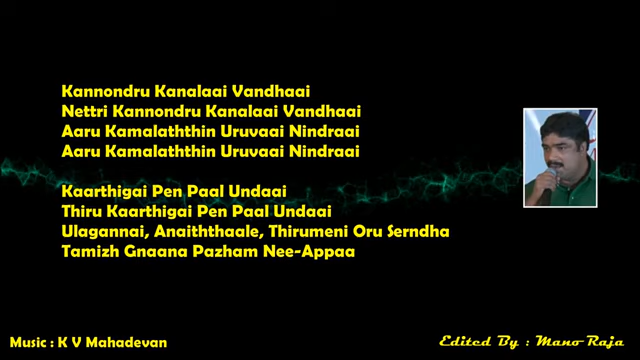 Kannondru Kanalaai Vandhaai
Nettri Kannondru Kanalaai Vandhaai
Aaru Kamalaththin Uruvaai Nindraai
Aaru Kamalaththin Uruvaai Nindraai
Kaarthigai Pen Paal Undaai
Thiru Kaarthigai Pen Paal Undaai
Ulagannai, Anaiththaale, Thirumeni Oru Serndha
Tamizh Gnaana Pazham Nee-Appaa
Music : K V Mahadevan
Edited By : Mano Raja